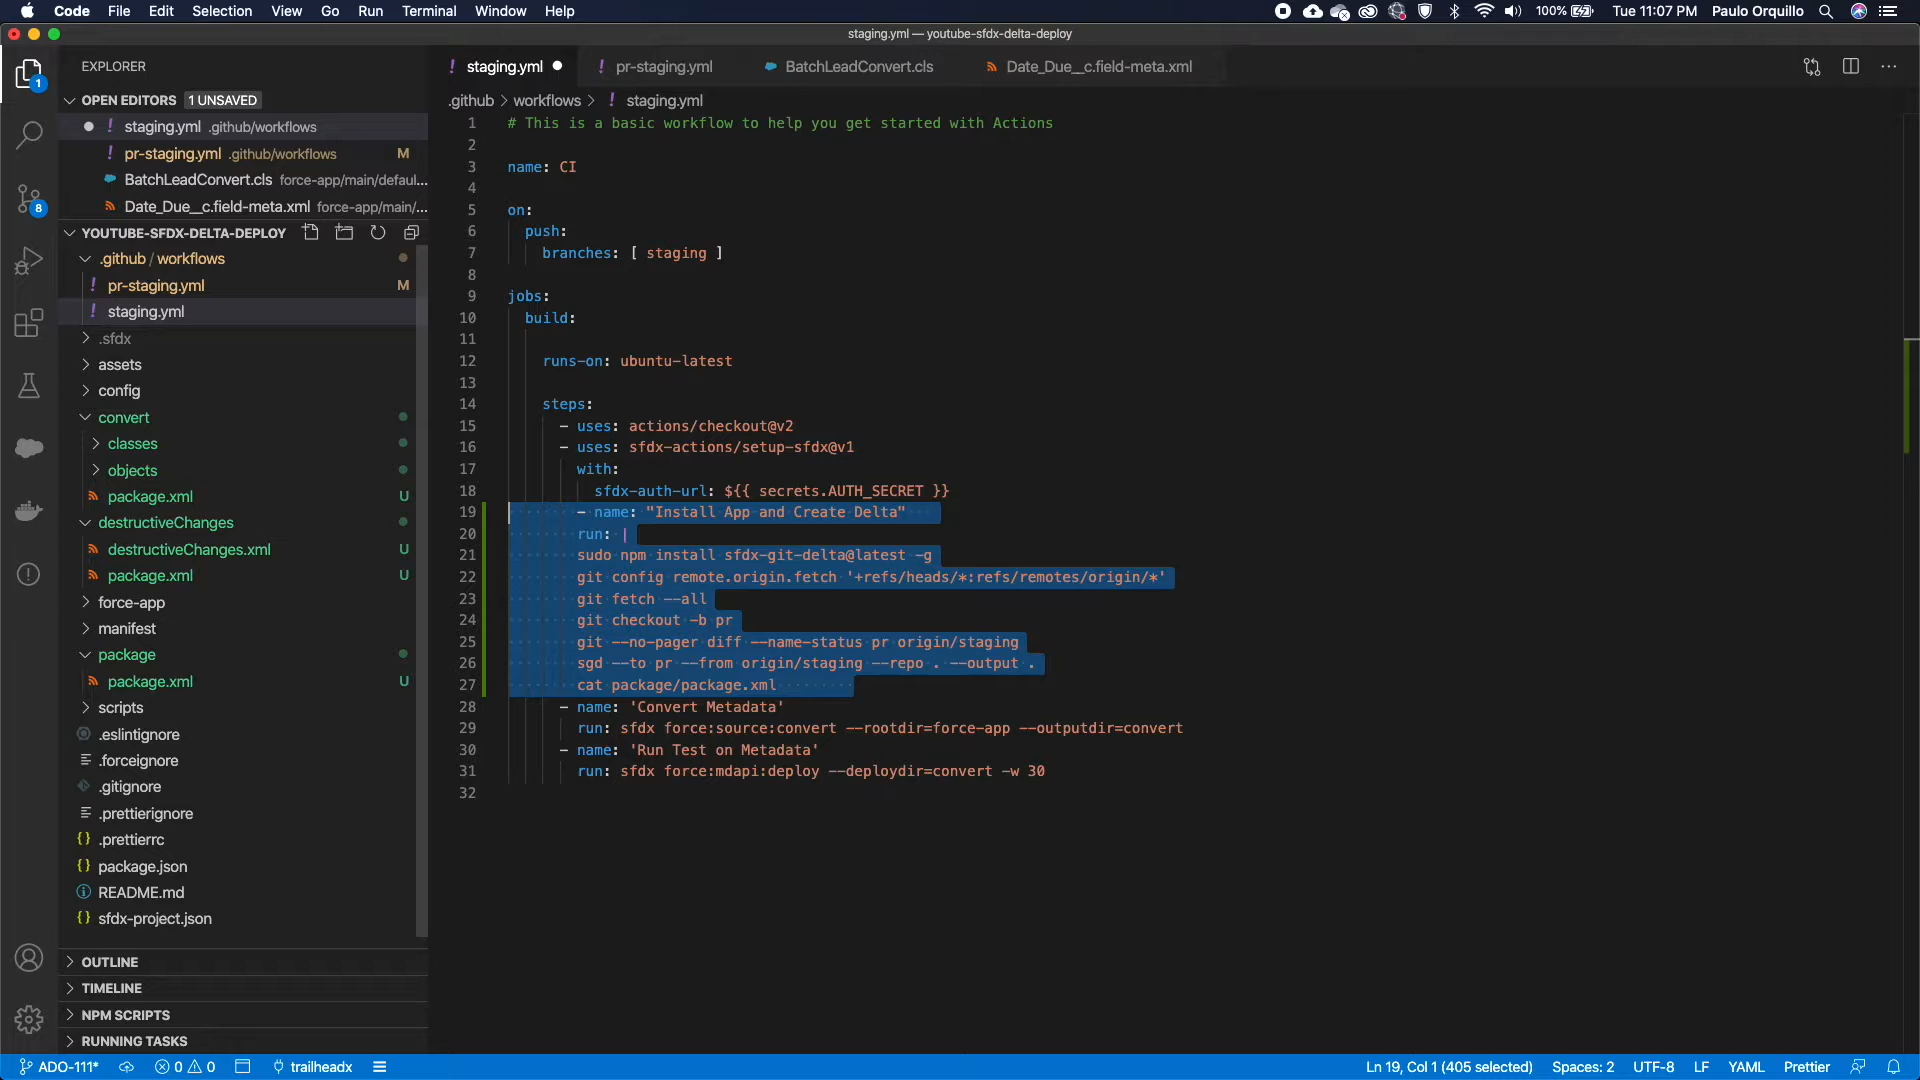 Code File Edit Selection View Go Run Terminal Window Help 100% Tue 11:07 PM Paulo Orquillo
staging.yml — youtube-sfdx-delta-deploy
EXPLORER
OPEN EDITORS 1 UNSAVED
staging.yml .github/workflows
pr-staging.yml .github/workflows M
BatchLeadConvert.cls force-app/main/defaul...
Date_Due__c.field-meta.xml force-app/main/...
YOUTUBE-SFDX-DELTA-DEPLOY
.github / workflows
pr-staging.yml M
staging.yml
.sfdx
assets
config
convert
classes
objects
package.xml U
destructiveChanges
destructiveChanges.xml U
package.xml U
force-app
manifest
package
package.xml U
scripts
.eslintignore
.forceignore
.gitignore
.prettierignore
.prettierrc
package.json
README.md
sfdx-project.json
OUTLINE
TIMELINE
NPM SCRIPTS
RUNNING TASKS
1
8
staging.yml pr-staging.yml BatchLeadConvert.cls Date_Due__c.field-meta.xml
.github > workflows > ! staging.yml
1 # This is a basic workflow to help you get started with Actions
2
3 name: CI
4
5 on:
6 push:
7 branches: [ staging ]
8
9 jobs:
10 build:
11
12 runs-on: ubuntu-latest
13
14 steps:
15 - uses: actions/checkout@v2
16 - uses: sfdx-actions/setup-sfdx@v1
17 with:
18 sfdx-auth-url: ${{ secrets.AUTH_SECRET }}
19 - name: "Install App and Create Delta"
20 run: |
21 sudo npm install sfdx-git-delta@latest -g
22 git config remote.origin.fetch '+refs/heads/*:refs/remotes/origin/*'
23 git fetch --all
24 git checkout -b pr
25 git --no-pager diff --name-status pr origin/staging
26 sgd --to pr --from origin/staging --repo . --output .
27 cat package/package.xml
28 - name: 'Convert Metadata'
29 run: sfdx force:source:convert --rootdir=force-app --outputdir=convert
30 - name: 'Run Test on Metadata'
31 run: sfdx force:mdapi:deploy --deploydir=convert -w 30
32
ADO-111* 0 0 trailheadx Ln 19, Col 1 (405 selected) Spaces: 2 UTF-8 LF YAML Prettier